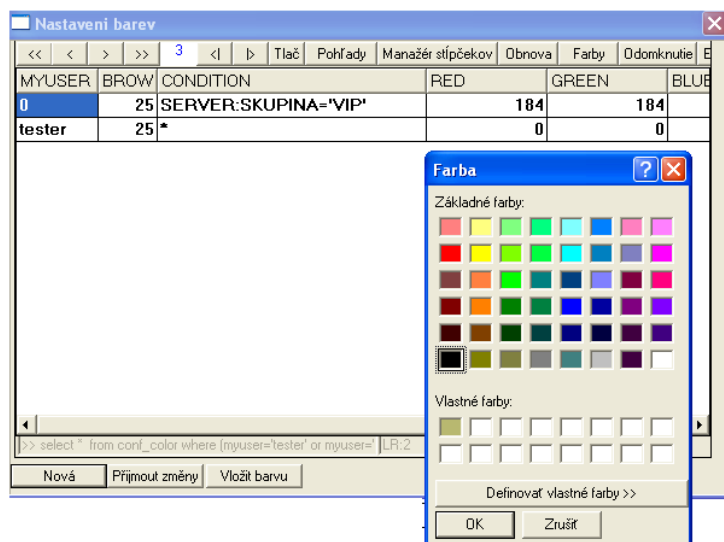 Nastaveni barev
<< < > >> 3 <| |> Tlač Pohľady Manažér stĺpčekov Obnova Farby Odomknutie E
MYUSER BROW CONDITION RED GREEN BLUE
0 25 SERVER:SKUPINA='VIP' 184 184
tester 25 * 0 0
Farba
Základné farby:
Vlastné farby:
>> select * from conf_color where (myuser='tester' or myuser=' LR:2
Nová Přijmout změny Vložit barvu
Definovať vlastné farby >>
OK Zrušiť